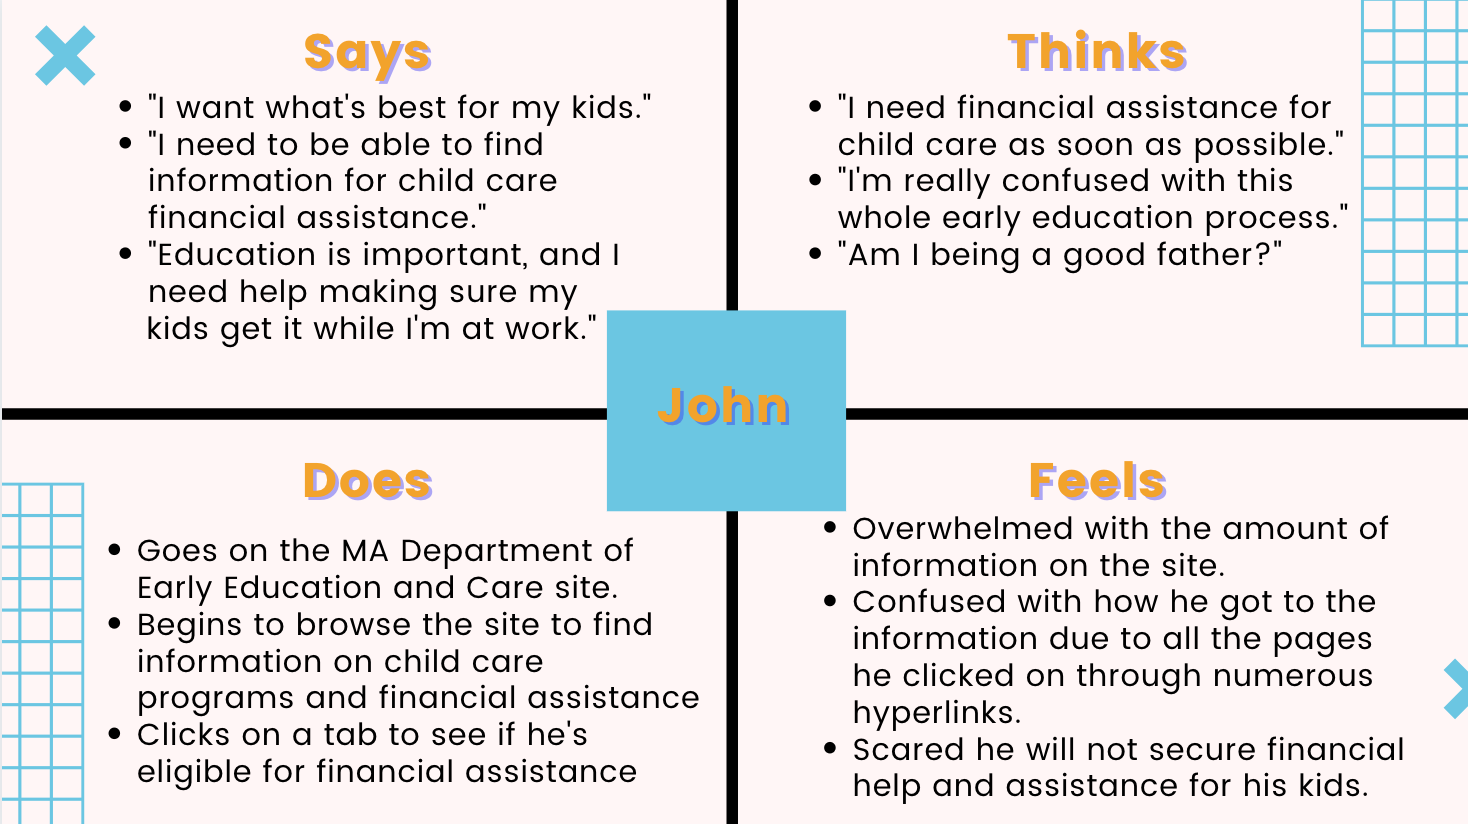 Says
• "I want what's best for my kids."
• "I need to be able to find
information for child care
financial assistance."
• "Education is important, and I
need help making sure my
kids get it while I'm at work."
Thinks
• "I need financial assistance for
child care as soon as possible."
• "I'm really confused with this
whole early education process."
• "Am I being a good father?"
John
Does
• Goes on the MA Department of
Early Education and Care site.
• Begins to browse the site to find
information on child care
programs and financial assistance
• Clicks on a tab to see if he's
eligible for financial assistance
Feels
• Overwhelmed with the amount of
information on the site.
• Confused with how he got to the
information due to all the pages
he clicked on through numerous
hyperlinks.
• Scared he will not secure financial
help and assistance for his kids.